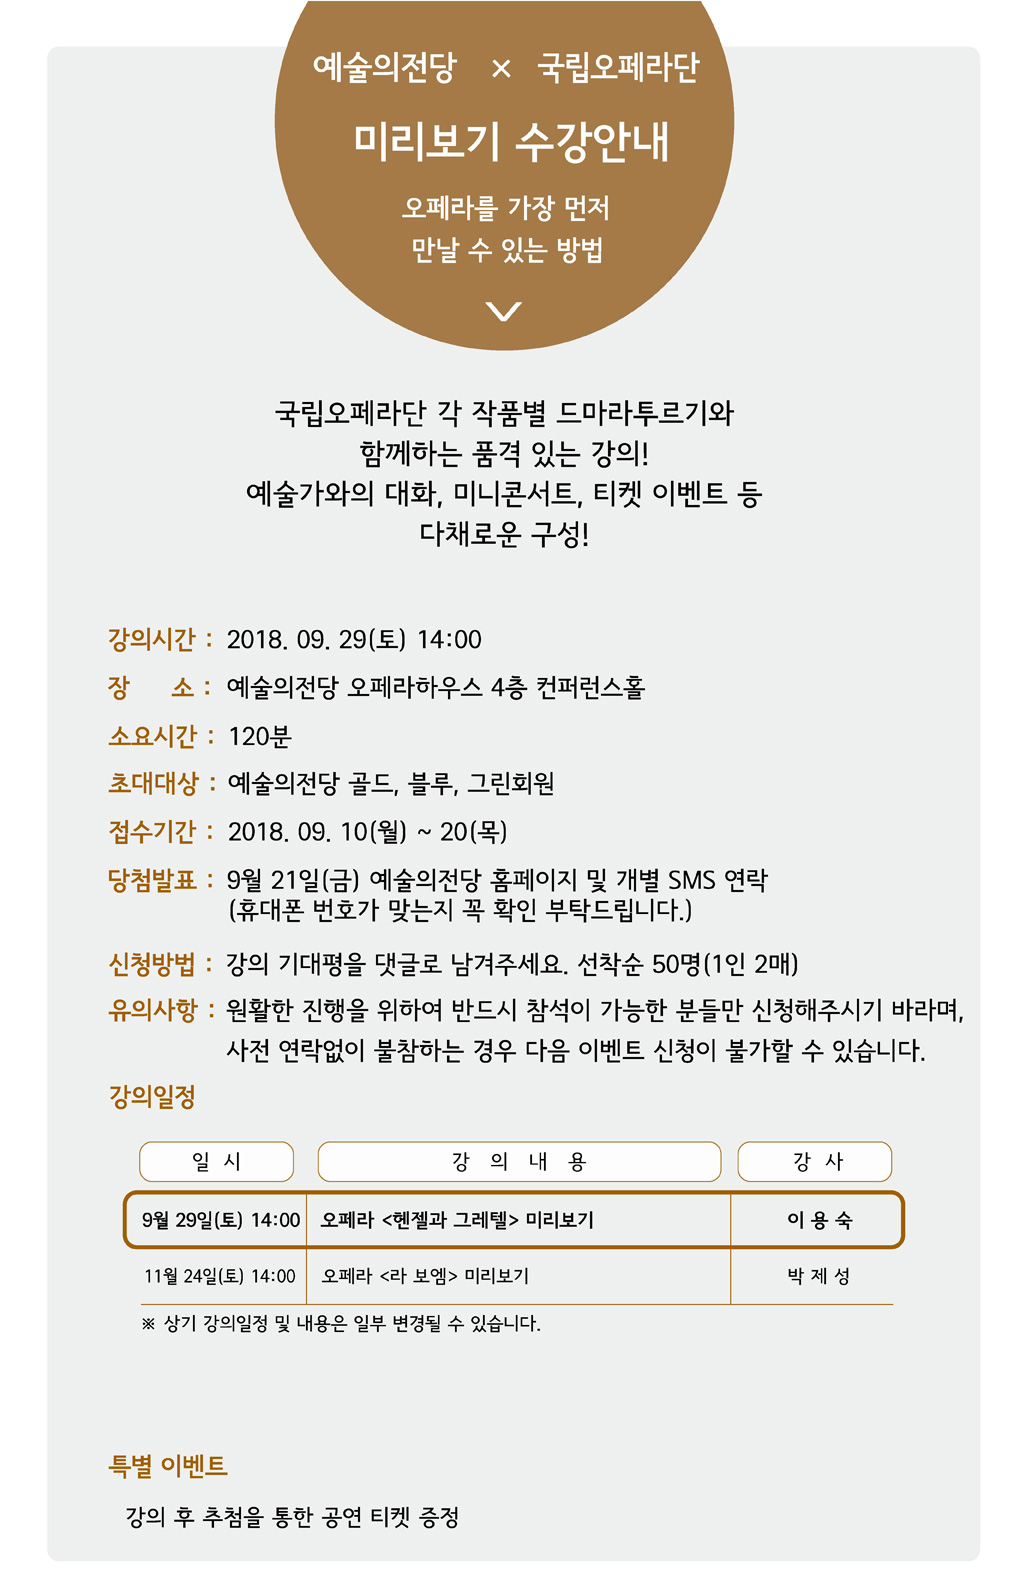 예술의전당 × 국립오페라단
미리보기 수강안내
오페라를 가장 먼저
만날 수 있는 방법
국립오페라단 각 작품별 드마라투르기와
함께하는 품격 있는 강의!
예술가와의 대화, 미니콘서트, 티켓 이벤트 등
다채로운 구성!
강의시간 : 2018. 09. 29(토) 14:00
장 소 : 예술의전당 오페라하우스 4층 컨퍼런스홀
소요시간 : 120분
초대대상 : 예술의전당 골드, 블루, 그린회원
접수기간 : 2018. 09. 10(월) ~ 20(목)
당첨발표 : 9월 21일(금) 예술의전당 홈페이지 및 개별 SMS 연락
(휴대폰 번호가 맞는지 꼭 확인 부탁드립니다.)
신청방법 : 강의 기대평을 댓글로 남겨주세요. 선착순 50명(1인 2매)
유의사항 : 원활한 진행을 위하여 반드시 참석이 가능한 분들만 신청해주시기 바라며,
사전 연락없이 불참하는 경우 다음 이벤트 신청이 불가할 수 있습니다.
강의일정
일 시 강 의 내 용 강 사
9월 29일(토) 14:00 오페라 <헨젤과 그레텔> 미리보기 이 용 숙
11월 24일(토) 14:00 오페라 <라 보엠> 미리보기 박 제 성
※ 상기 강의일정 및 내용은 일부 변경될 수 있습니다.
특별 이벤트
강의 후 추첨을 통한 공연 티켓 증정